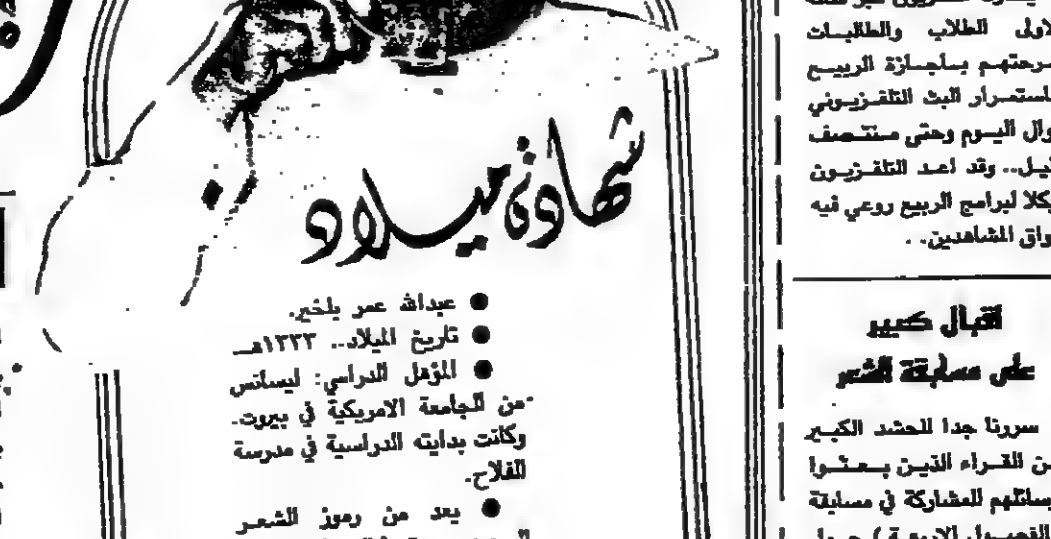 الاولى الطلاب والطالبات
فرحتهم بأجازة الربيع
باستمرار البث التلفزيوني
طوال اليوم وحتى منتصف
الليل.. وقد اعد التلفزيون
هيكلا لبرامج الربيع روعي فيه
اذواق المشاهدين..
اقبال كبير
على مسابقة الشعر
سررنا جدا للحشد الكبير
من القراء الذين بعثوا
رسائلهم للمشاركة في مسابقة
شهادة ميلاد
● عبدالله عمر بلخير.
● تاريخ الميلاد.. ١٣٣٣هـ
● المؤهل الدراسي: ليسانس
من الجامعة الامريكية في بيروت.
وكانت بدايته الدراسية في مدرسة
الفلاح.
● يعد من رموز الشعر